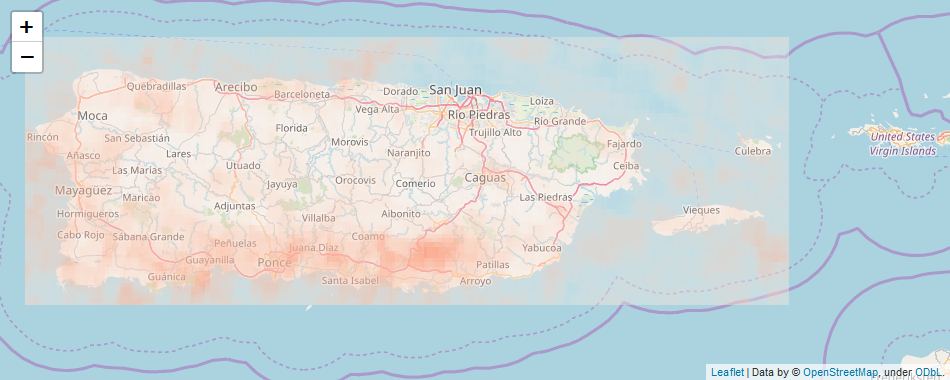 +
−
Quebradillas
Arecibo
Barceloneta
Dorado
San Juan
Loiza
Moca
Vega Alta
Río Piedras
Río Grande
Rincón
San Sebastián
Florida
Morovis
Trujillo Alto
Fajardo
Culebra
United States
Virgin Islands
Añasco
Lares
Naranjito
Ceiba
Las Marías
Utuado
Mayagüez
Jayuya
Orocovis
Comerio
Caguas
Maricao
Las Piedras
Hormigueros
Adjuntas
Villalba
Aibonito
Vieques
Cabo Rojo
Sábana Grande
Peñuelas
Juana Díaz
Coamo
Yabucoa
Guayanilla
Ponce
Patillas
Guánica
Santa Isabel
Arroyo
Leaflet | Data by © OpenStreetMap, under ODbL.